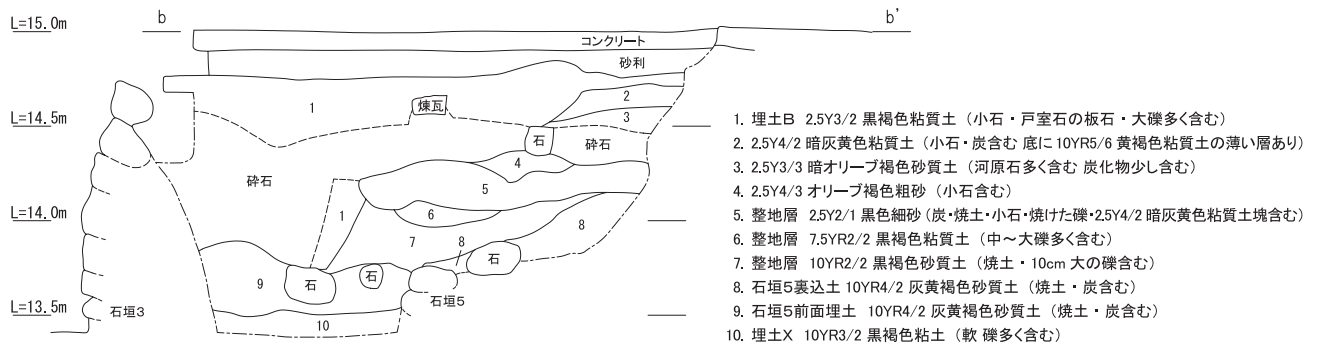 L=15.0m
b
b’
コンクリート
砂利
1
煉瓦
2
L=14.5m
3
石
砕石
4
砕石
5
1
6
L=14.0m
7
8
8
石
石
石
9
石垣5
L=13.5m
石垣3
10
1. 埋土B 2.5Y3/2 黒褐色粘質土（小石・戸室石の板石・大礫多く含む）
2. 2.5Y4/2 暗灰黄色粘質土（小石・炭含む 底に10YR5/6 黄褐色粘質土の薄い層あり）
3. 2.5Y3/3 暗オリーブ褐色砂質土（河原石多く含む 炭化物少し含む）
4. 2.5Y4/3 オリーブ褐色粗砂（小石含む）
5. 整地層 2.5Y2/1 黒色細砂（炭・焼土・小石・焼けた礫・2.5Y4/2 暗灰黄色粘質土塊含む）
6. 整地層 7.5YR2/2 黒褐色粘質土（中～大礫多く含む）
7. 整地層 10YR2/2 黒褐色砂質土（焼土・10cm 大の礫含む）
8. 石垣5裏込土 10YR4/2 灰黄褐色砂質土（焼土・炭含む）
9. 石垣5前面埋土 10YR4/2 灰黄褐色砂質土（焼土・炭含む）
10. 埋土X 10YR3/2 黒褐色粘土（軟 礫多く含む）